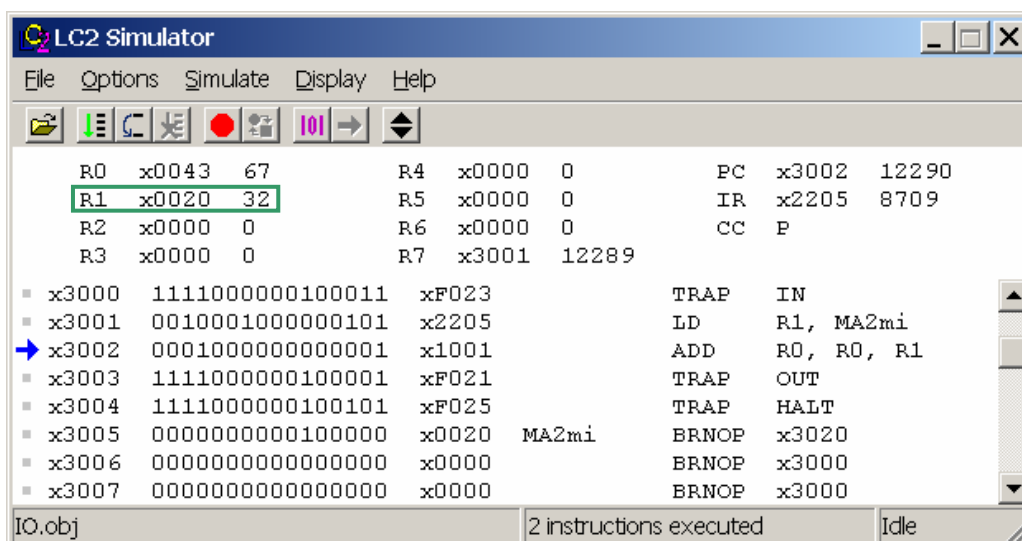 LC2 Simulator
File Options Simulate Display Help
R0 x0043 67 R4 x0000 0 PC x3002 12290
R1 x0020 32 R5 x0000 0 IR x2205 8709
R2 x0000 0 R6 x0000 0 CC P
R3 x0000 0 R7 x3001 12289
x3000 1111000000100011 xF023 TRAP IN
x3001 0010001000000101 x2205 LD R1, MA2mi
x3002 0001000000000001 x1001 ADD R0, R0, R1
x3003 1111000000100001 xF021 TRAP OUT
x3004 1111000000100101 xF025 TRAP HALT
x3005 0000000000100000 x0020 MA2mi BRNOP x3020
x3006 0000000000000000 x0000 BRNOP x3000
x3007 0000000000000000 x0000 BRNOP x3000
IO.obj 2 instructions executed Idle